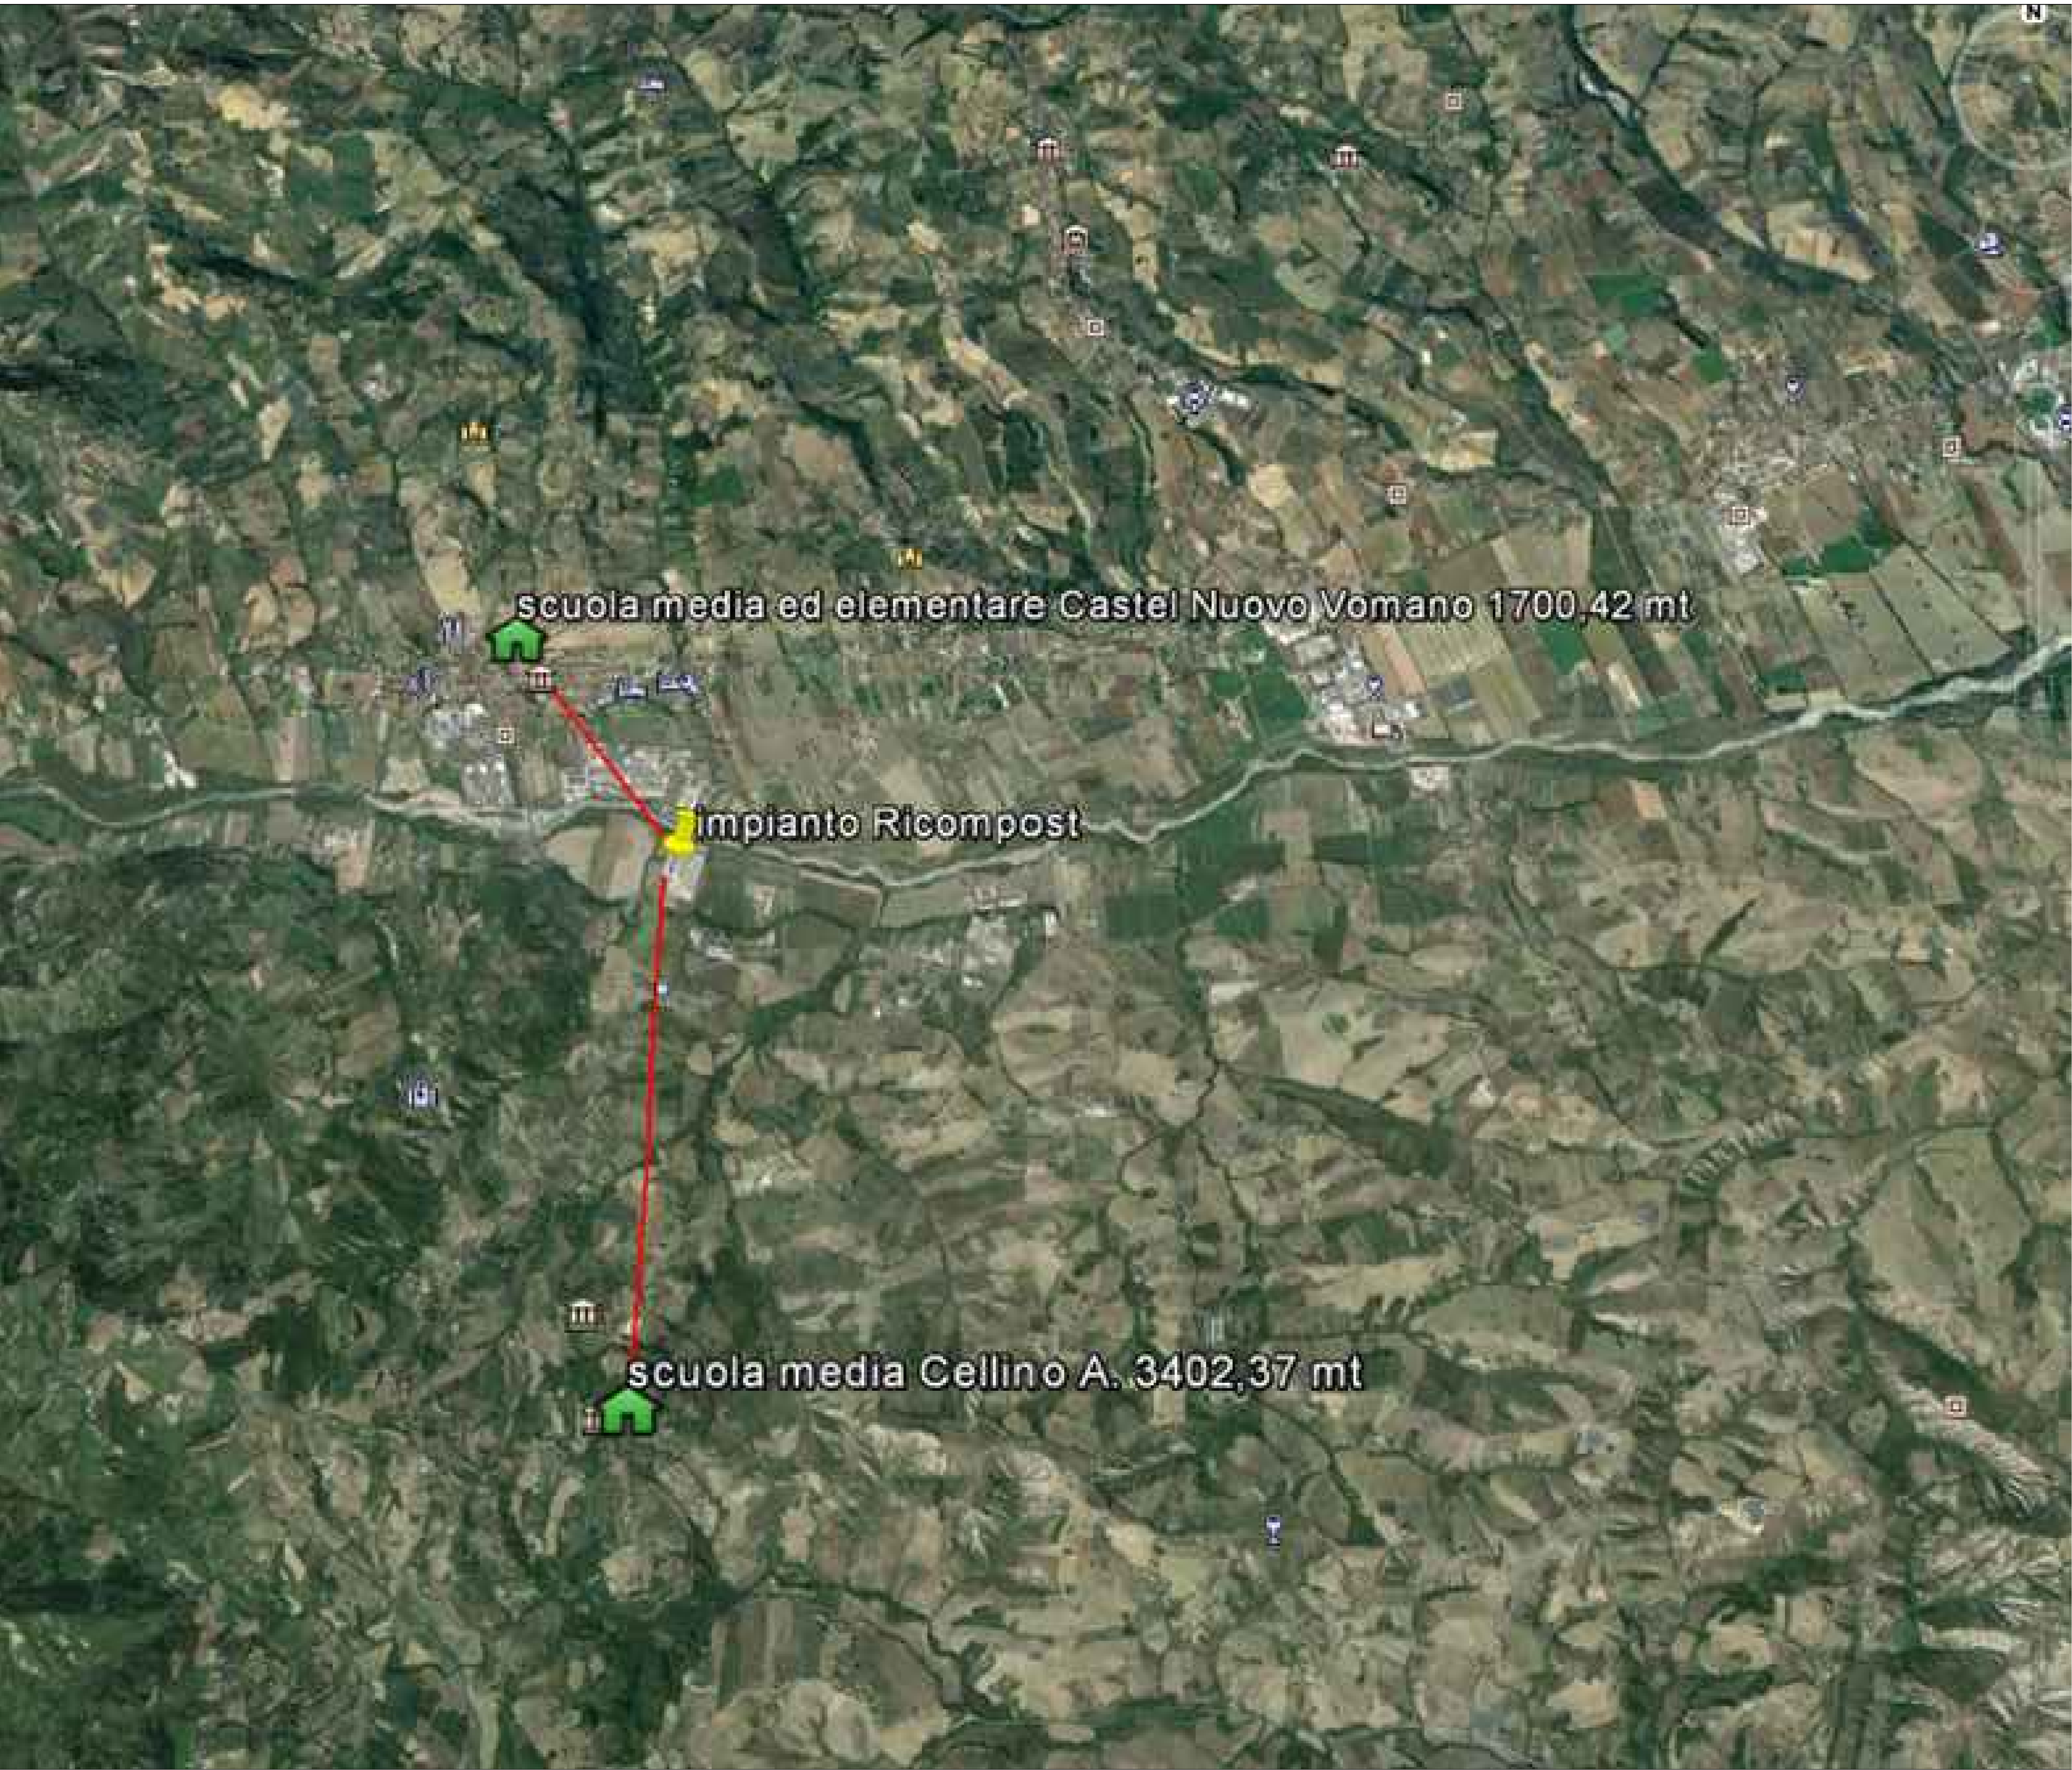 N
scuola media ed elementare Castel Nuovo Vomano 1700,42 mt
impianto Ricompost
scuola media Cellino A. 3402,37 mt